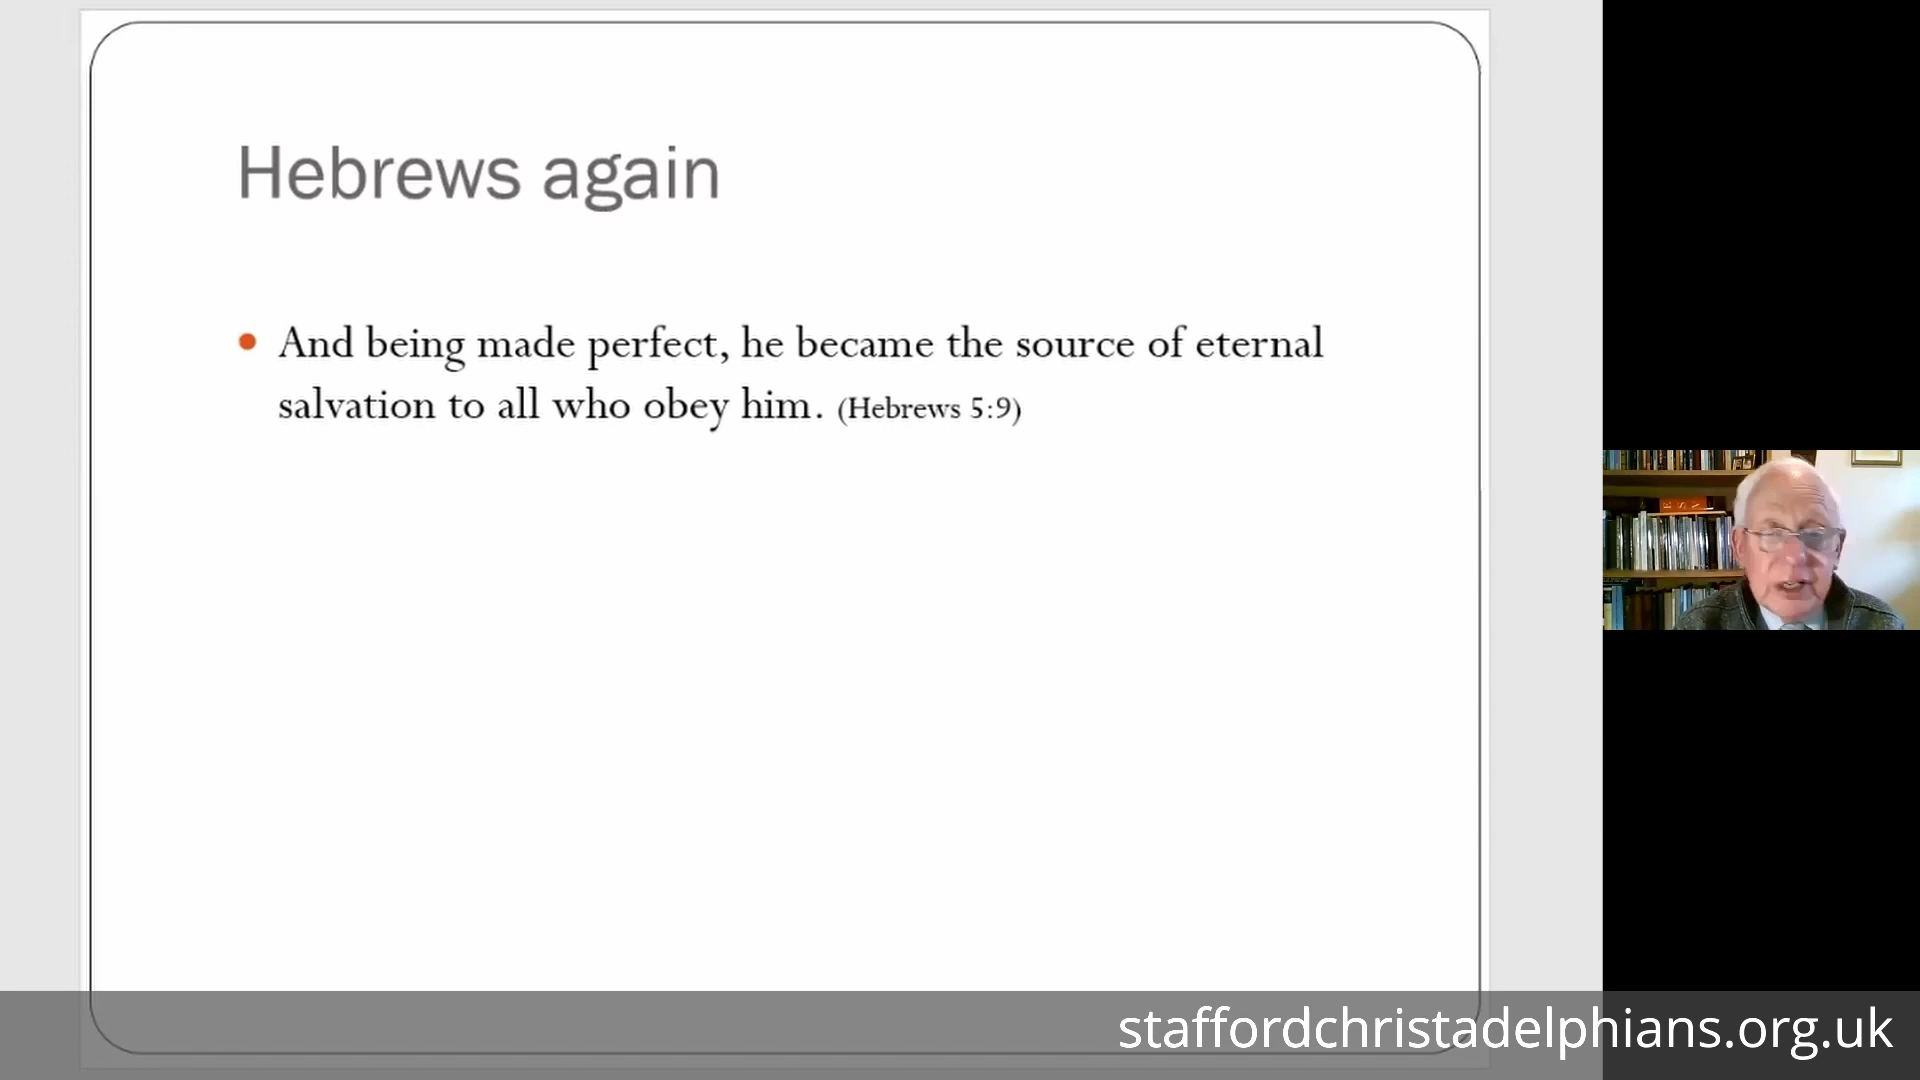 Hebrews again
And being made perfect, he became the source of eternal
salvation to all who obey him. (Hebrews 5:9)
staffordchristadelphians.org.uk